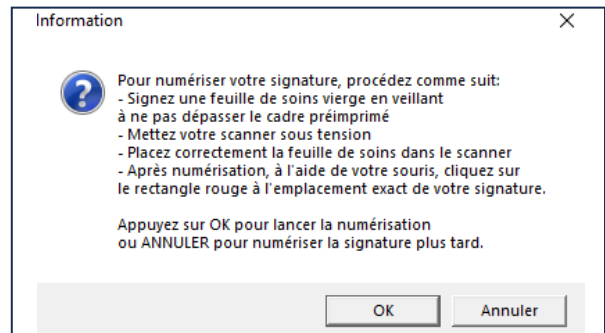 Information
Pour numériser votre signature, procédez comme suit:
- Signez une feuille de soins vierge en veillant
à ne pas dépasser le cadre préimprimé
- Mettez votre scanner sous tension
- Placez correctement la feuille de soins dans le scanner
- Après numérisation, à l'aide de votre souris, cliquez sur
le rectangle rouge à l'emplacement exact de votre signature.
Appuyez sur OK pour lancer la numérisation
ou ANNULER pour numériser la signature plus tard.
OK
Annuler